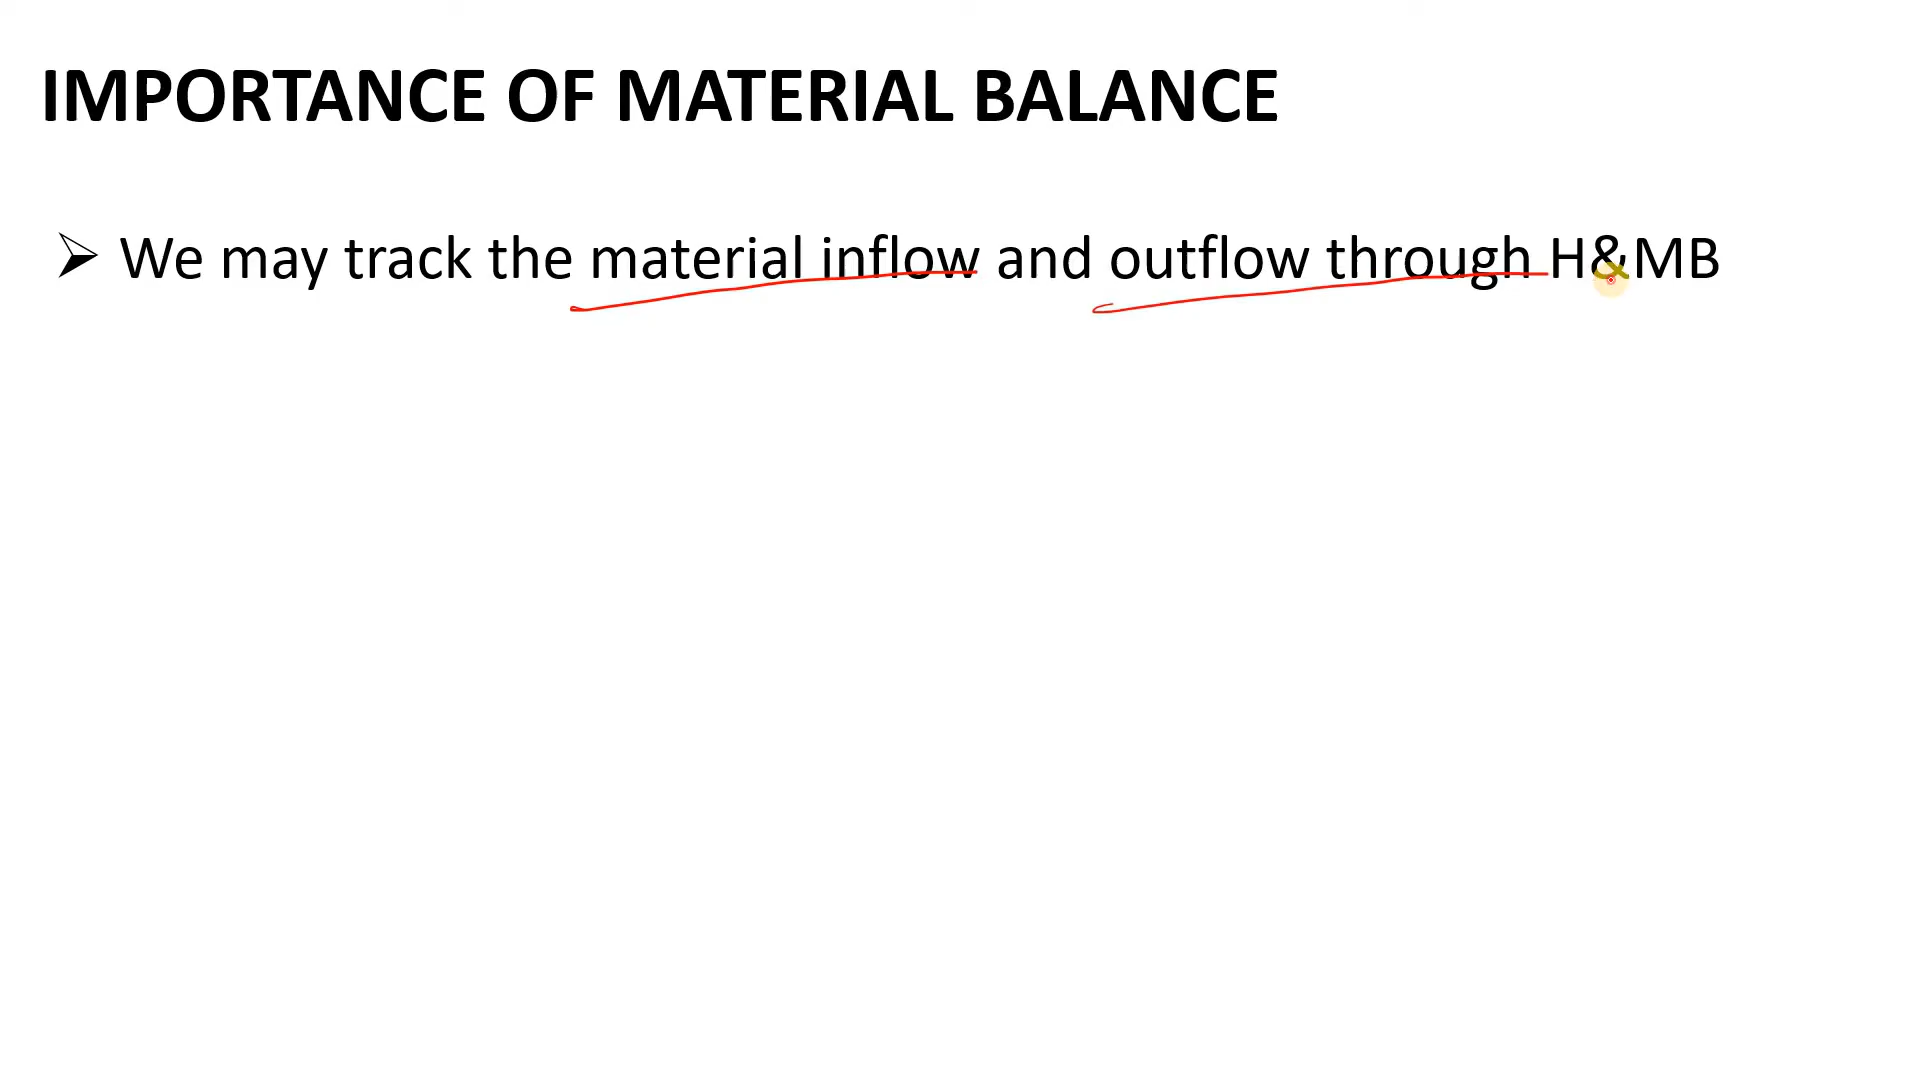 IMPORTANCE OF MATERIAL BALANCE
We may track the material inflow and outflow through H&MB